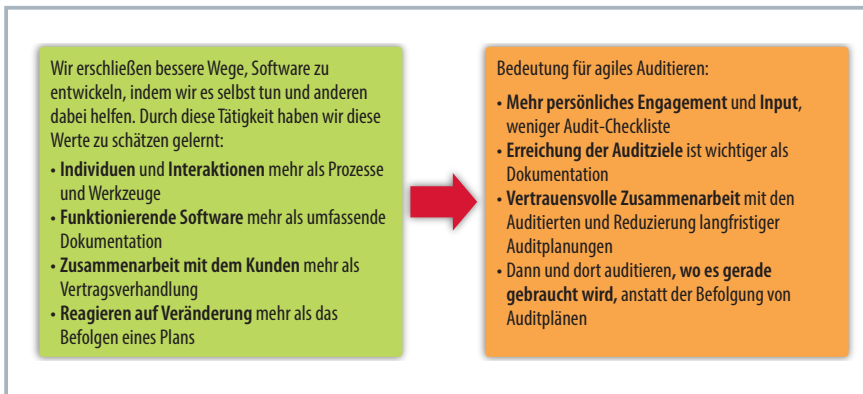 Wir erschließen bessere Wege, Software zu
entwickeln, indem wir es selbst tun und anderen
dabei helfen. Durch diese Tätigkeit haben wir diese
Werte zu schätzen gelernt:
• Individuen und Interaktionen mehr als Prozesse
und Werkzeuge
• Funktionierende Software mehr als umfassende
Dokumentation
• Zusammenarbeit mit dem Kunden mehr als
Vertragsverhandlung
• Reagieren auf Veränderung mehr als das
Befolgen eines Plans
Bedeutung für agiles Auditieren:
• Mehr persönliches Engagement und Input,
weniger Audit-Checkliste
• Erreichung der Auditziele ist wichtiger als
Dokumentation
• Vertrauensvolle Zusammenarbeit mit den
Auditierten und Reduzierung langfristiger
Auditplanungen
• Dann und dort auditieren, wo es gerade
gebraucht wird, anstatt der Befolgung von
Auditplänen